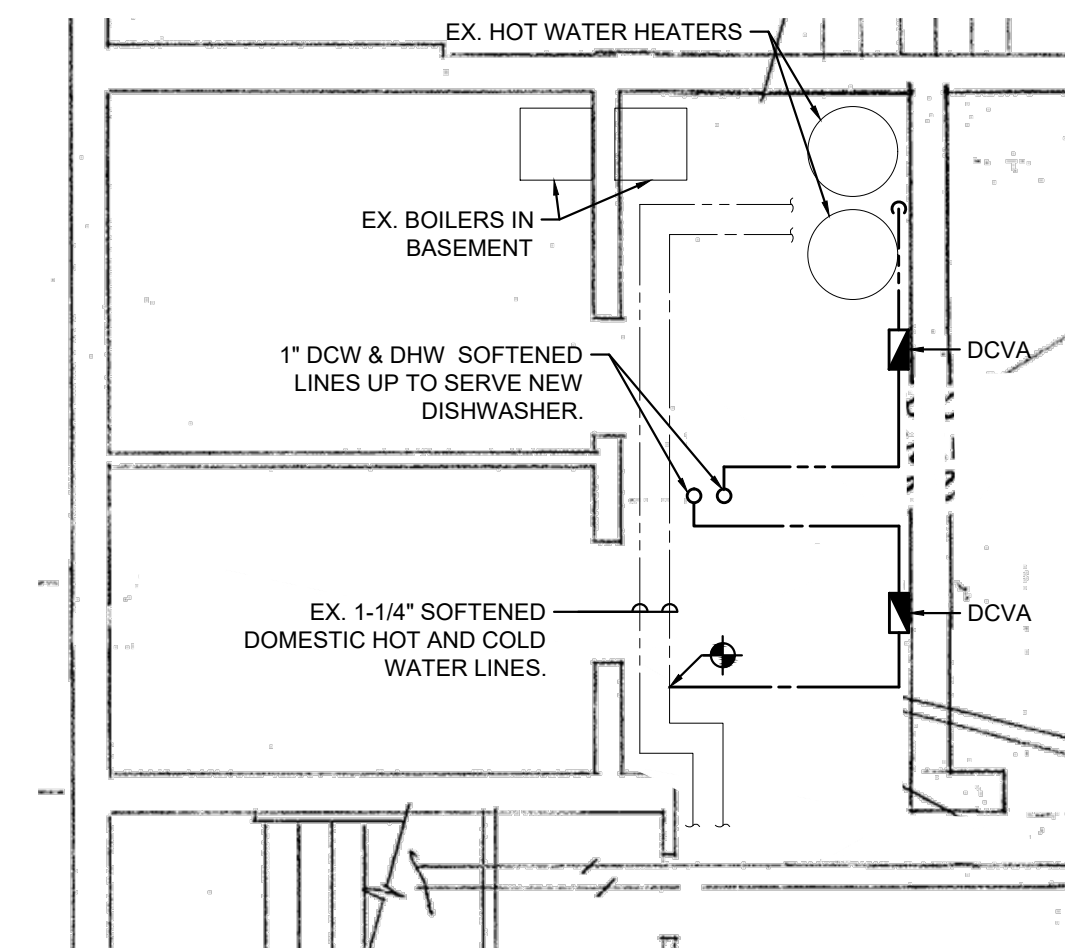 EX. HOT WATER HEATERS
EX. BOILERS IN
BASEMENT
1" DCW & DHW SOFTENED
LINES UP TO SERVE NEW
DISHWASHER.
DCVA
EX. 1-1/4" SOFTENED
DOMESTIC HOT AND COLD
WATER LINES.
DCVA